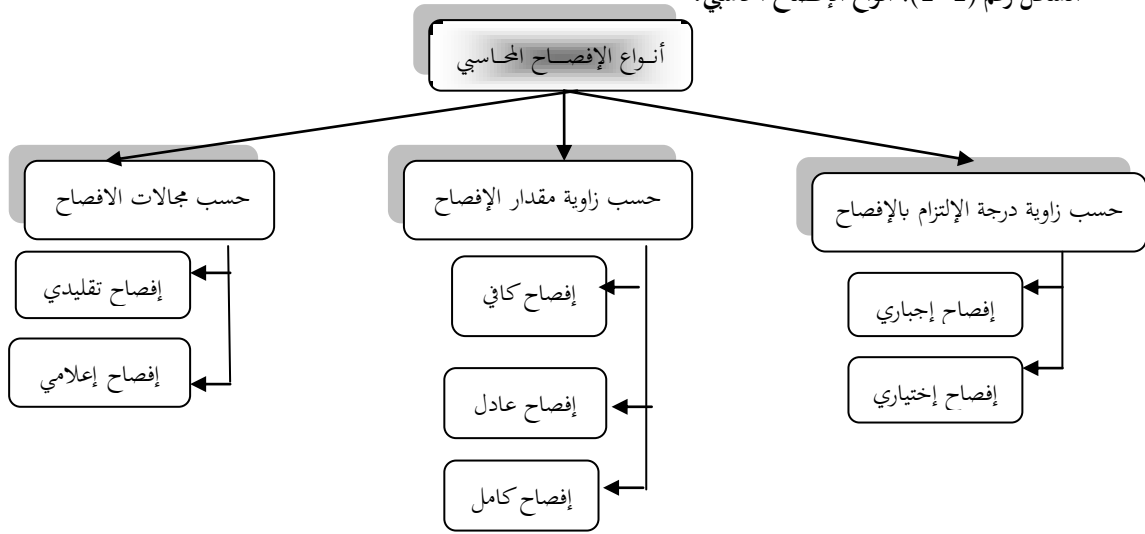 أنواع الإفصاح المحاسبي
حسب زاوية درجة الإلتزام بالإفصاح
إفصاح إجباري
إفصاح إختياري
حسب زاوية مقدار الإفصاح
إفصاح كافي
إفصاح عادل
إفصاح كامل
حسب مجالات الافصاح
إفصاح تقليدي
إفصاح إعلامي